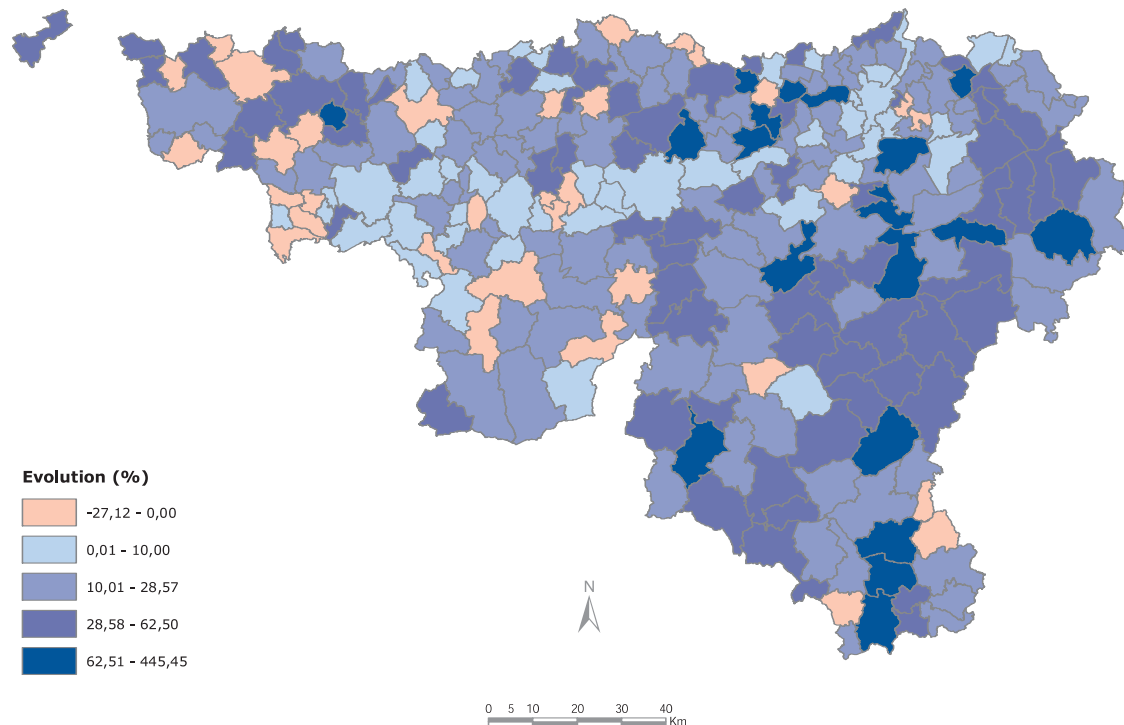 Evolution (%)
-27,12 - 0,00
0,01 - 10,00
10,01 - 28,57
28,58 - 62,50
62,51 - 445,45
N
0 5 10 20 30 40
Km